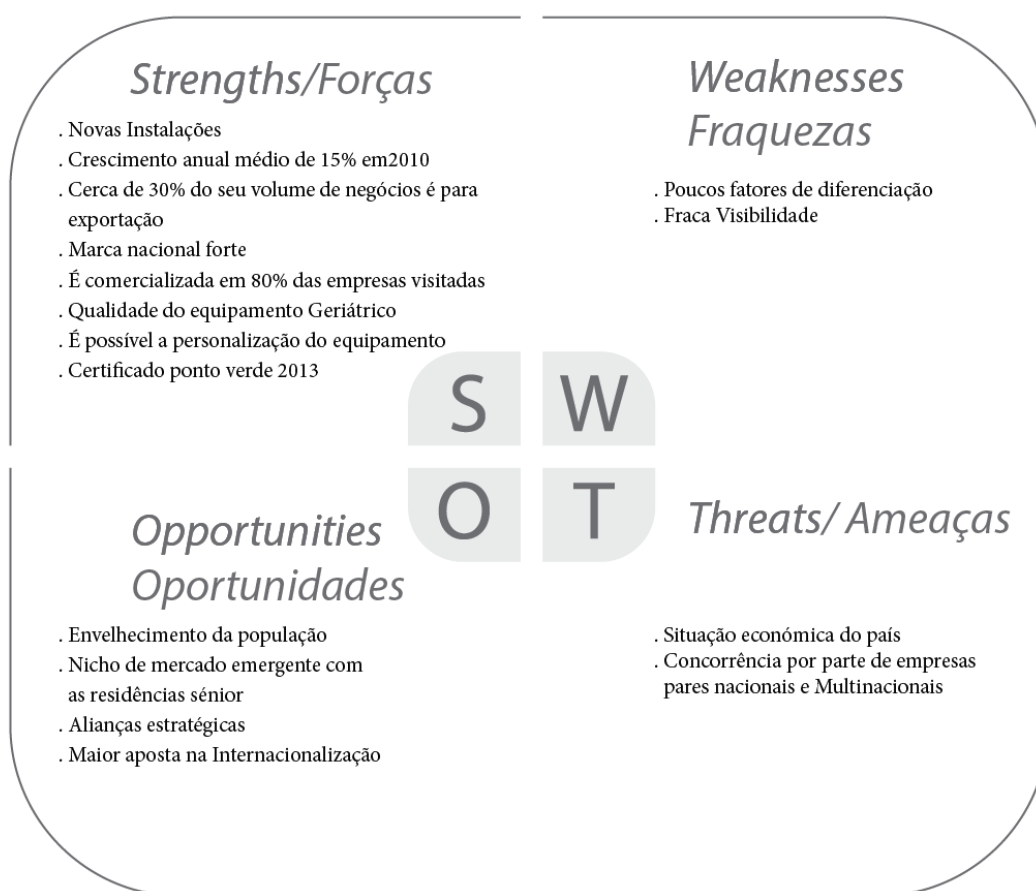 Strengths/Forças
. Novas Instalações
. Crescimento anual médio de 15% em2010
. Cerca de 30% do seu volume de negócios é para
exportação
. Marca nacional forte
. É comercializada em 80% das empresas visitadas
. Qualidade do equipamento Geriátrico
. É possível a personalização do equipamento
. Certificado ponto verde 2013
Weaknesses
Fraquezas
. Poucos fatores de diferenciação
. Fraca Visibilidade
S W
O T
Opportunities
Oportunidades
. Envelhecimento da população
. Nicho de mercado emergente com
as residências sénior
. Alianças estratégicas
. Maior aposta na Internacionalização
Threats/ Ameaças
. Situação económica do país
. Concorrência por parte de empresas
pares nacionais e Multinacionais